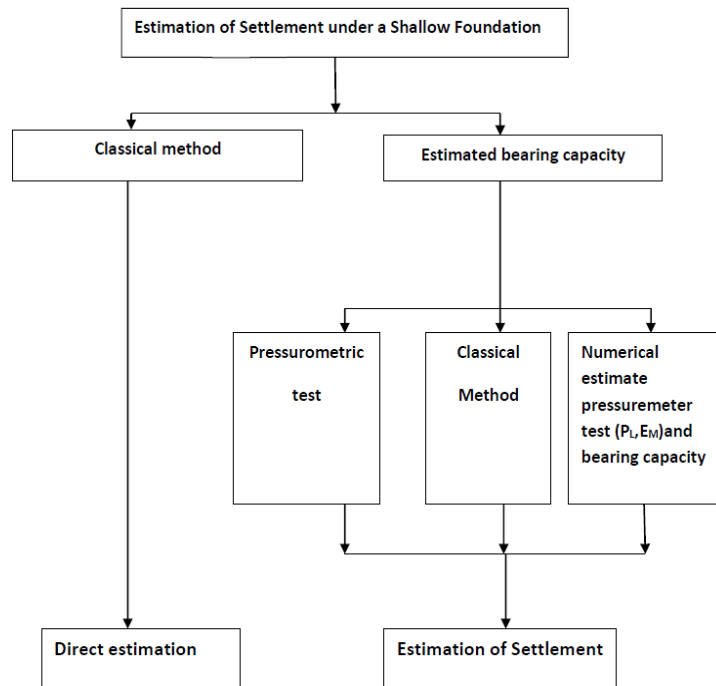 Estimation of Settlement under a Shallow Foundation
Classical method
Estimated bearing capacity
Pressurometric
test
Classical
Method
Numerical
estimate
pressuremeter
test (PL,EM)and
bearing capacity
Direct estimation
Estimation of Settlement